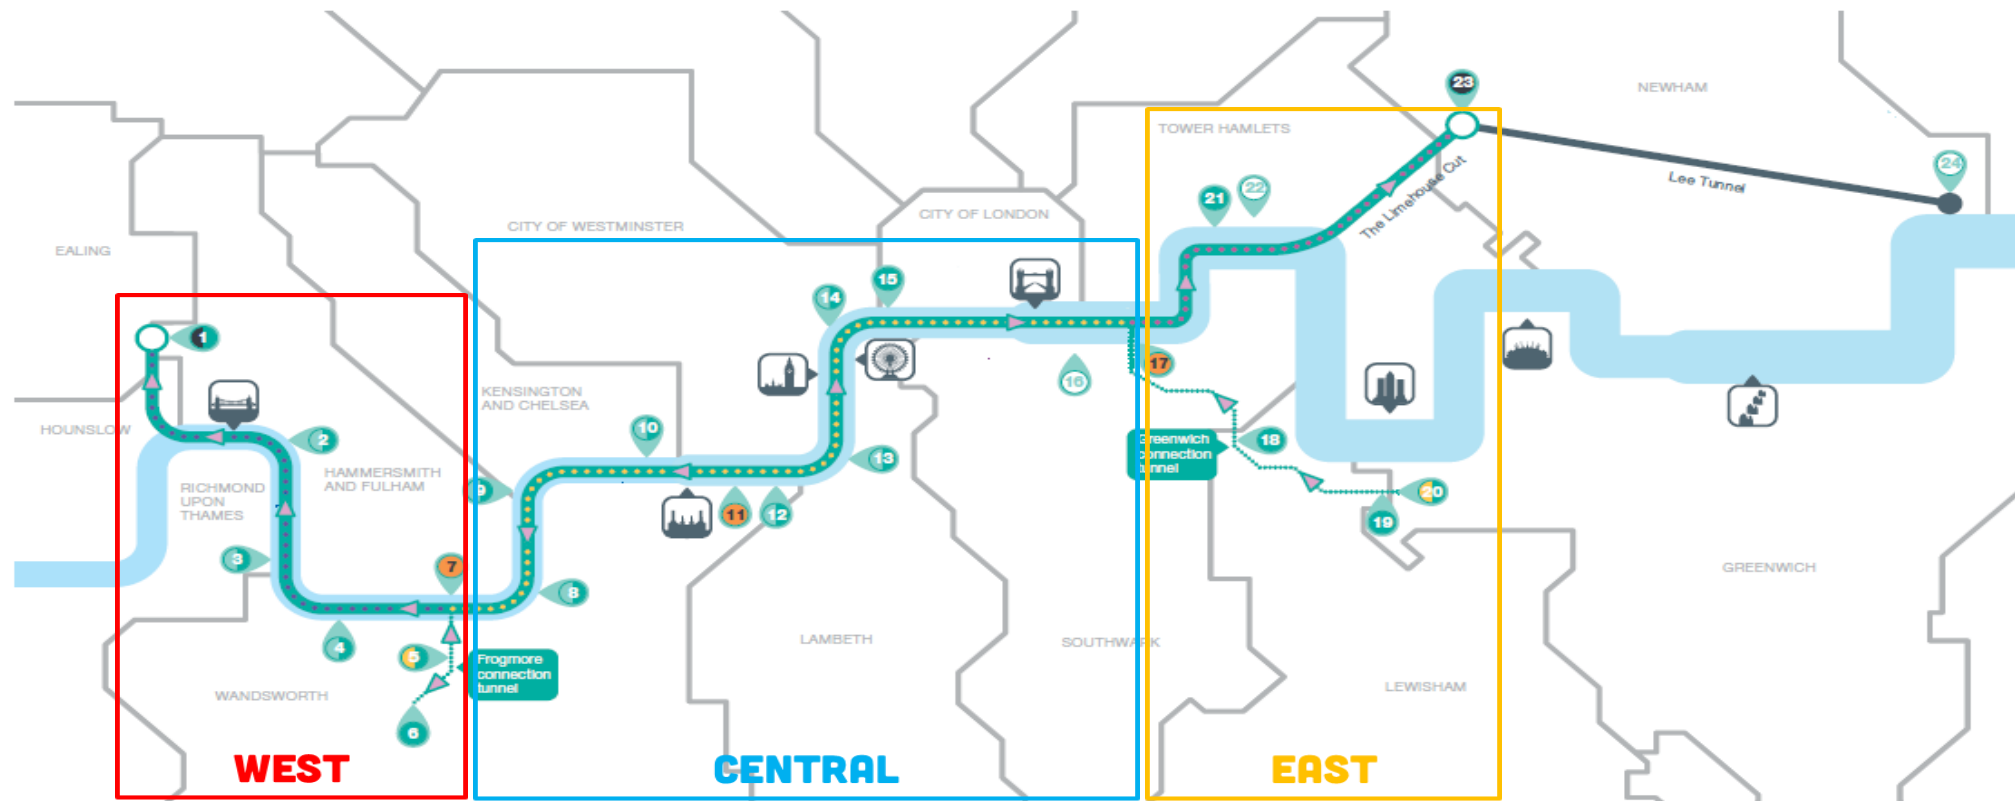 23
NEWHAM
TOWER HAMLETS
24
The Limehouse Cut
Lee Tunnel
21
22
CITY OF LONDON
CITY OF WESTMINSTER
EALING
15
14
1
17
16
KENSINGTON
AND CHELSEA
HOUNSLOW
10
2
18
Greenwich
connection
tunnel
13
HAMMERSMITH
AND FULHAM
RICHMOND
UPON
THAMES
9
20
11
12
19
3
7
GREENWICH
8
4
LAMBETH
SOUTHWARK
5
Frogmore
connection
tunnel
LEWISHAM
WANDSWORTH
6
WEST
CENTRAL
EAST